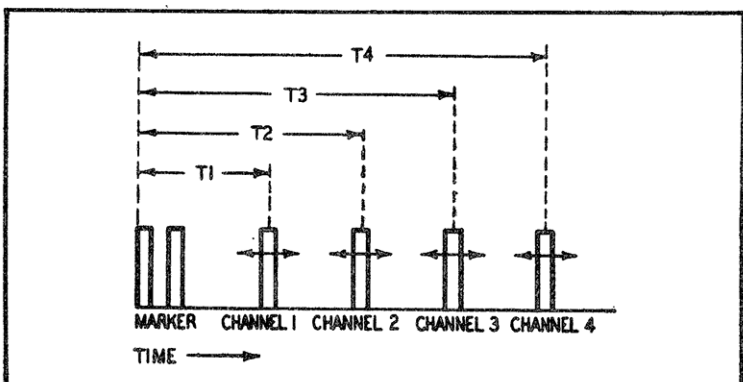 T4
T3
T2
T1
MARKER CHANNEL 1 CHANNEL 2 CHANNEL 3 CHANNEL 4
TIME